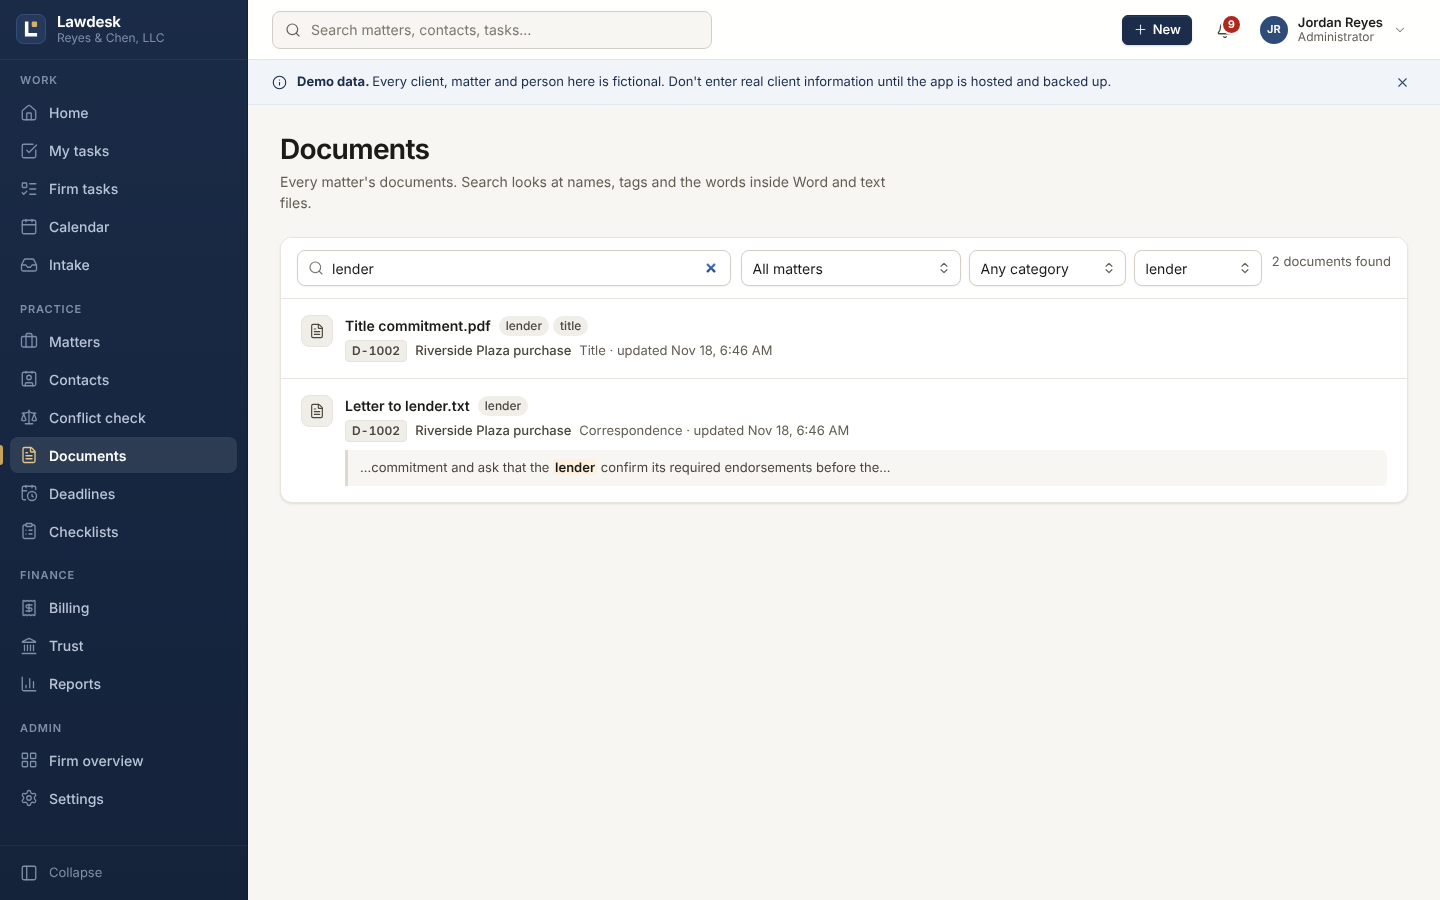 Lawdesk
Reyes & Chen, LLC
WORK
Home
My tasks
Firm tasks
Calendar
Intake
PRACTICE
Matters
Contacts
Conflict check
Documents
Deadlines
Checklists
FINANCE
Billing
Trust
Reports
ADMIN
Firm overview
Settings
Collapse
Search matters, contacts, tasks...
New
9
JR
Jordan Reyes
Administrator
Demo data. Every client, matter and person here is fictional. Don't enter real client information until the app is hosted and backed up.
Documents
Every matter's documents. Search looks at names, tags and the words inside Word and text
files.
lender
All matters
Any category
lender
2 documents found
Title commitment.pdf lender title
D-1002 Riverside Plaza purchase Title · updated Nov 18, 6:46 AM
Letter to lender.txt lender
D-1002 Riverside Plaza purchase Correspondence · updated Nov 18, 6:46 AM
...commitment and ask that the lender confirm its required endorsements before the...